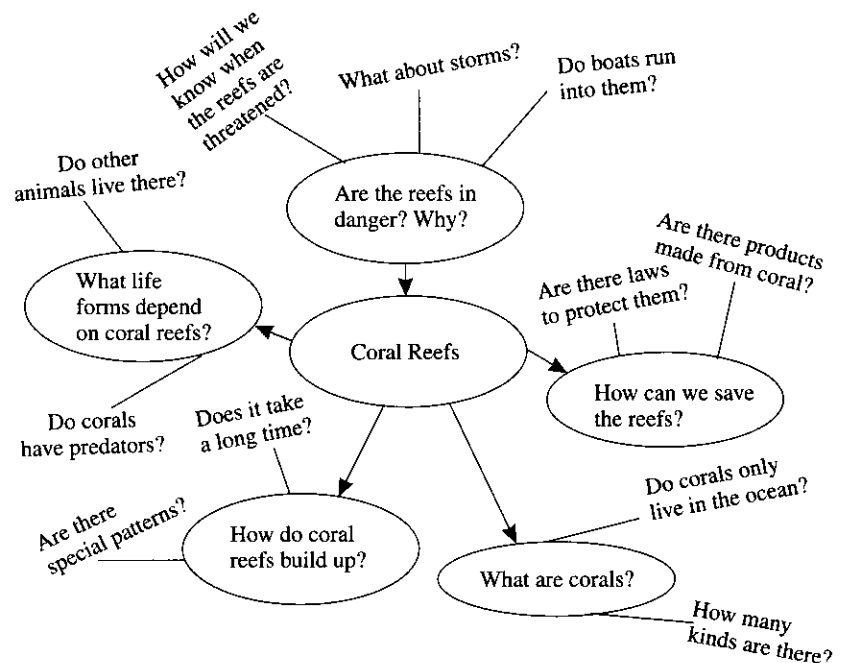 How will we
know when
the reefs are
threatened?
What about storms?
Do boats run
into them?
Are the reefs in
danger? Why?
Do other
animals live there?
What life
forms depend
on coral reefs?
Do corals
have predators?
Coral Reefs
Are there products
made from coral?
Are there laws
to protect them?
How can we save
the reefs?
Does it take
a long time?
Are there
special patterns?
How do coral
reefs build up?
Do corals only
live in the ocean?
What are corals?
How many
kinds are there?